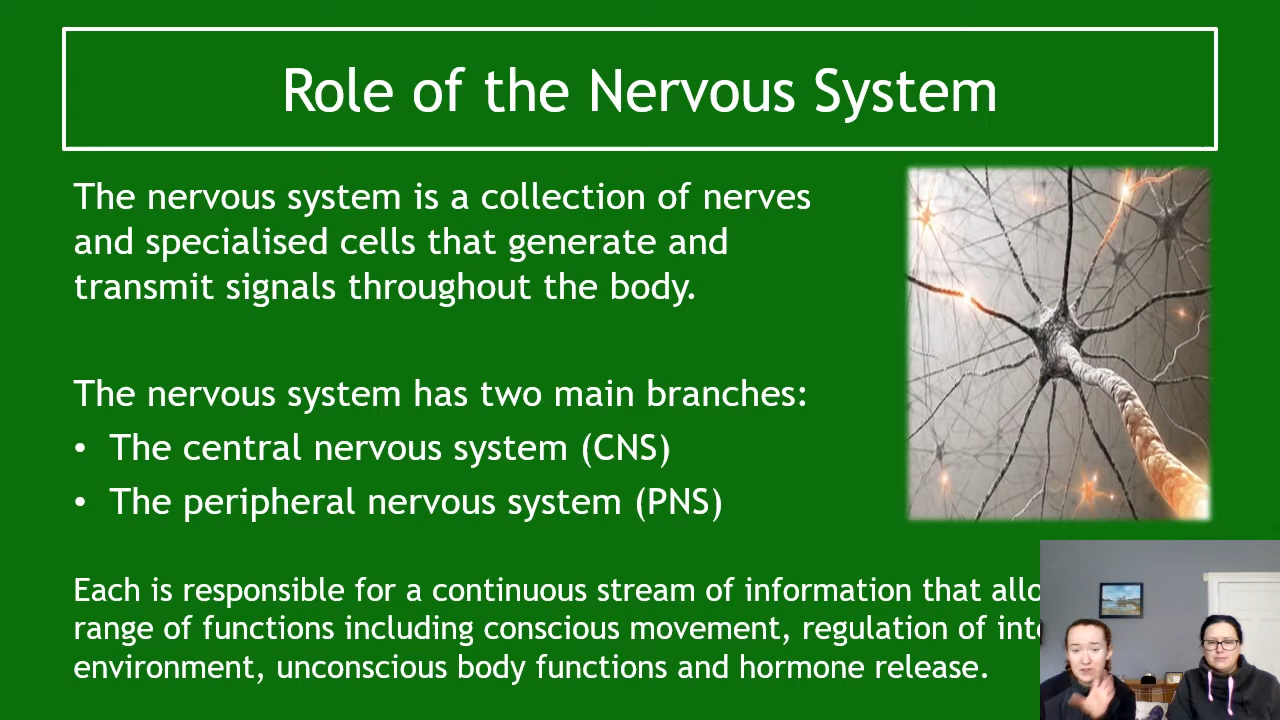 Role of the Nervous System
The nervous system is a collection of nerves
and specialised cells that generate and
transmit signals throughout the body.
The nervous system has two main branches:
• The central nervous system (CNS)
• The peripheral nervous system (PNS)
Each is responsible for a continuous stream of information that
range of functions including conscious movement, regulation of
environment, unconscious body functions and hormone release.